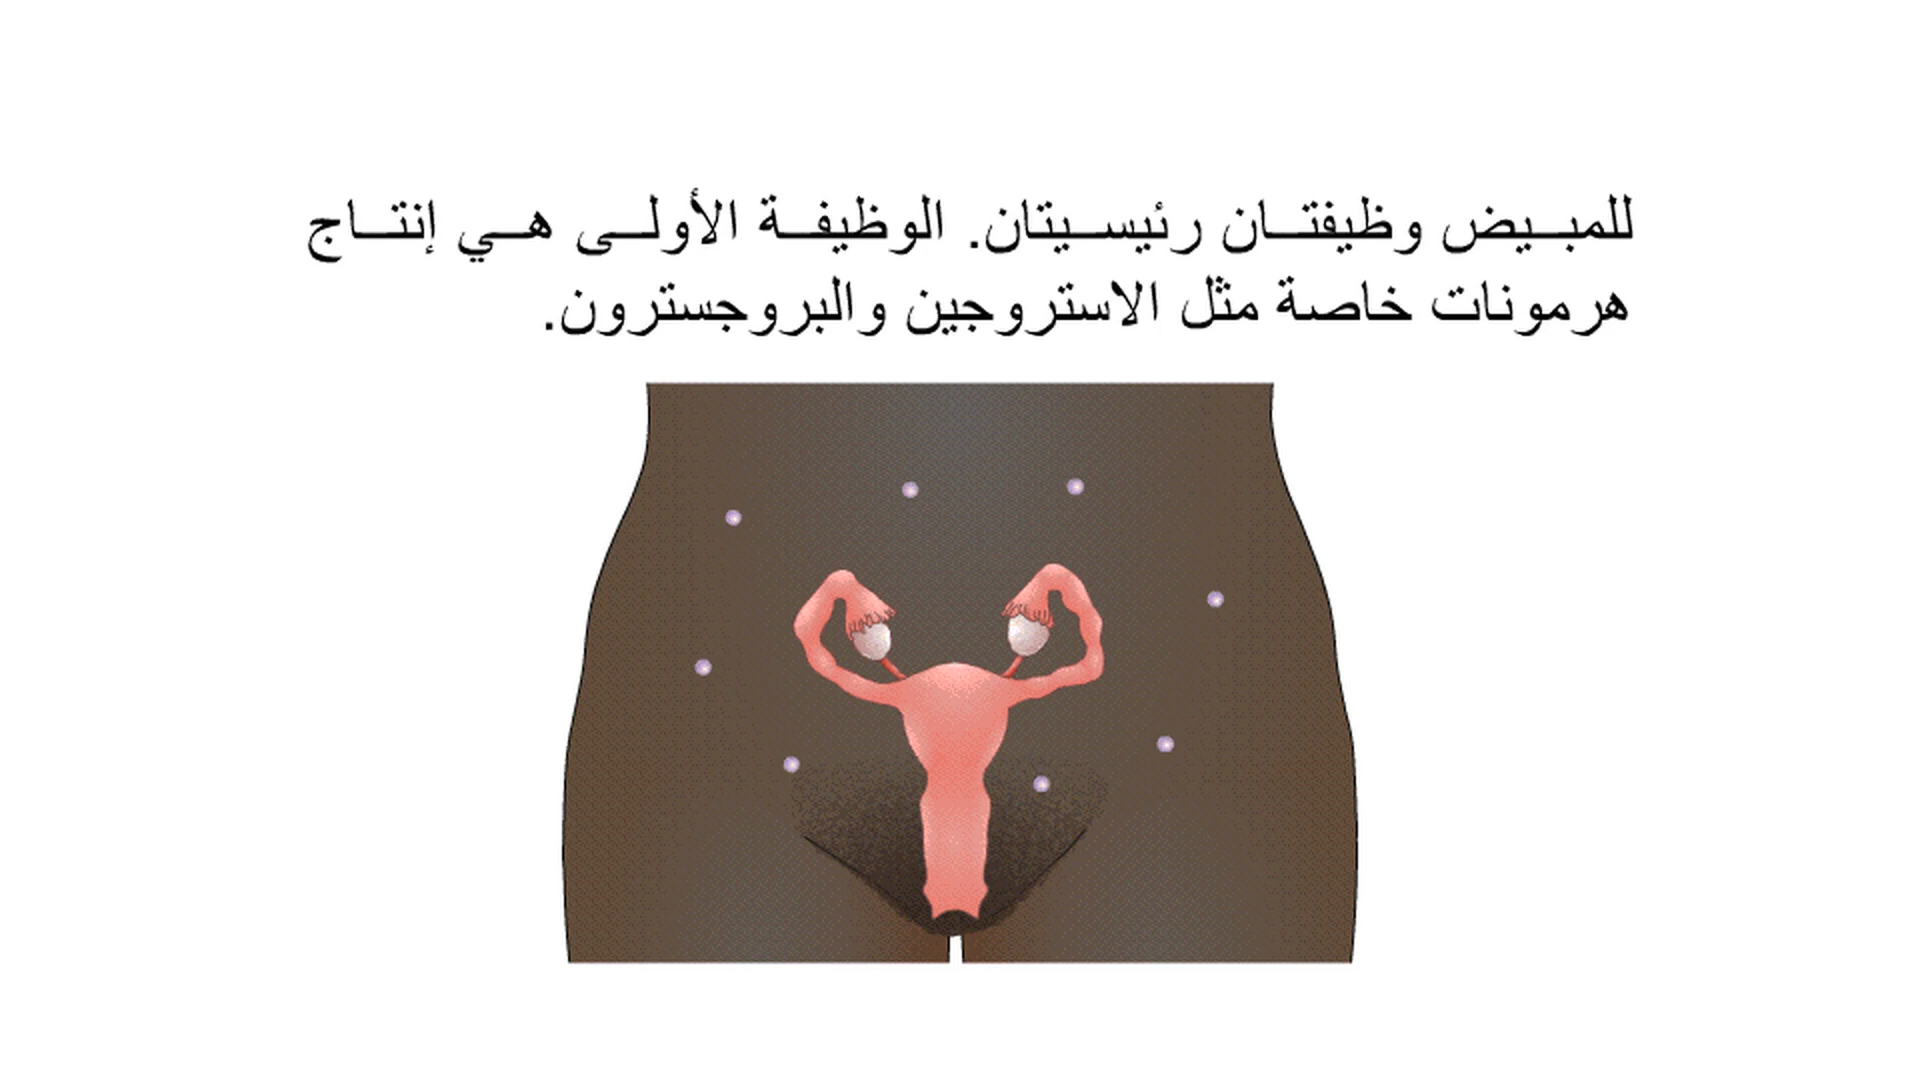 للمبيض وظيفتان رئيسيتان. الوظيفة الأولى هي إنتاج
هرمونات خاصة مثل الاستروجين والبروجسترون.